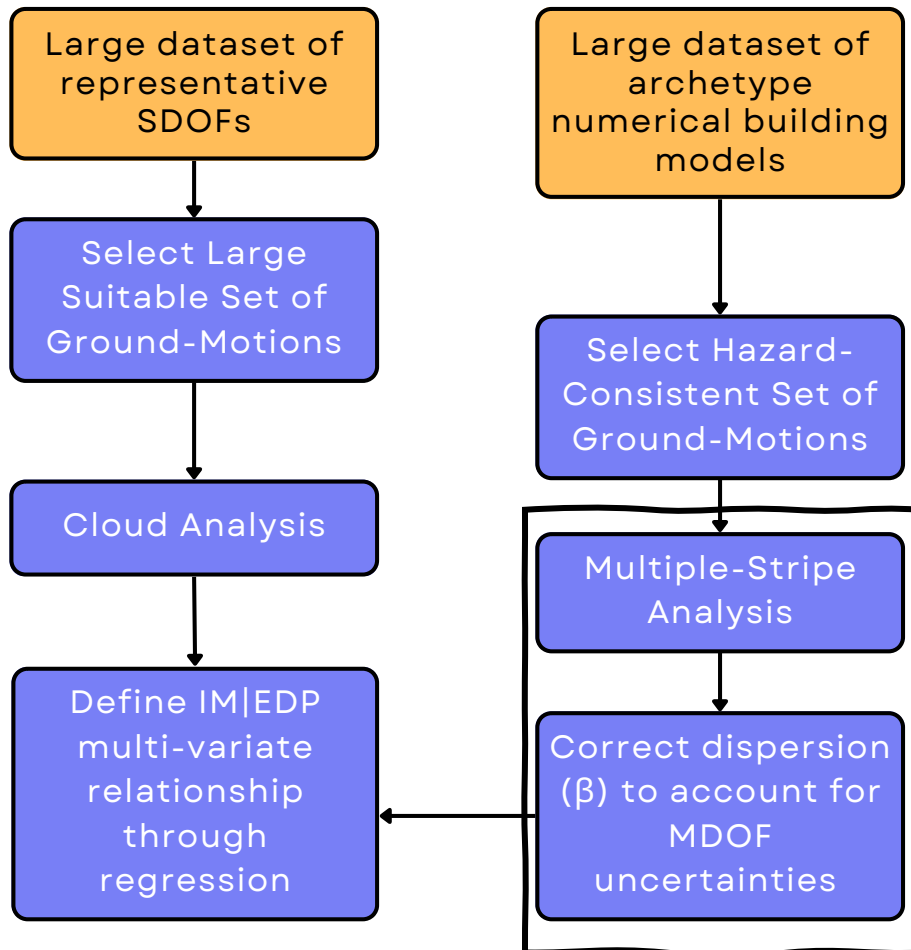 Large dataset of
representative
SDOFs
Select Large
Suitable Set of
Ground-Motions
Cloud Analysis
Define IM|EDP
multi-variate
relationship
through
regression
Large dataset of
archetype
numerical building
models
Select Hazard-
Consistent Set of
Ground-Motions
Multiple-Stripe
Analysis
Correct dispersion
(β) to account for
MDOF
uncertainties